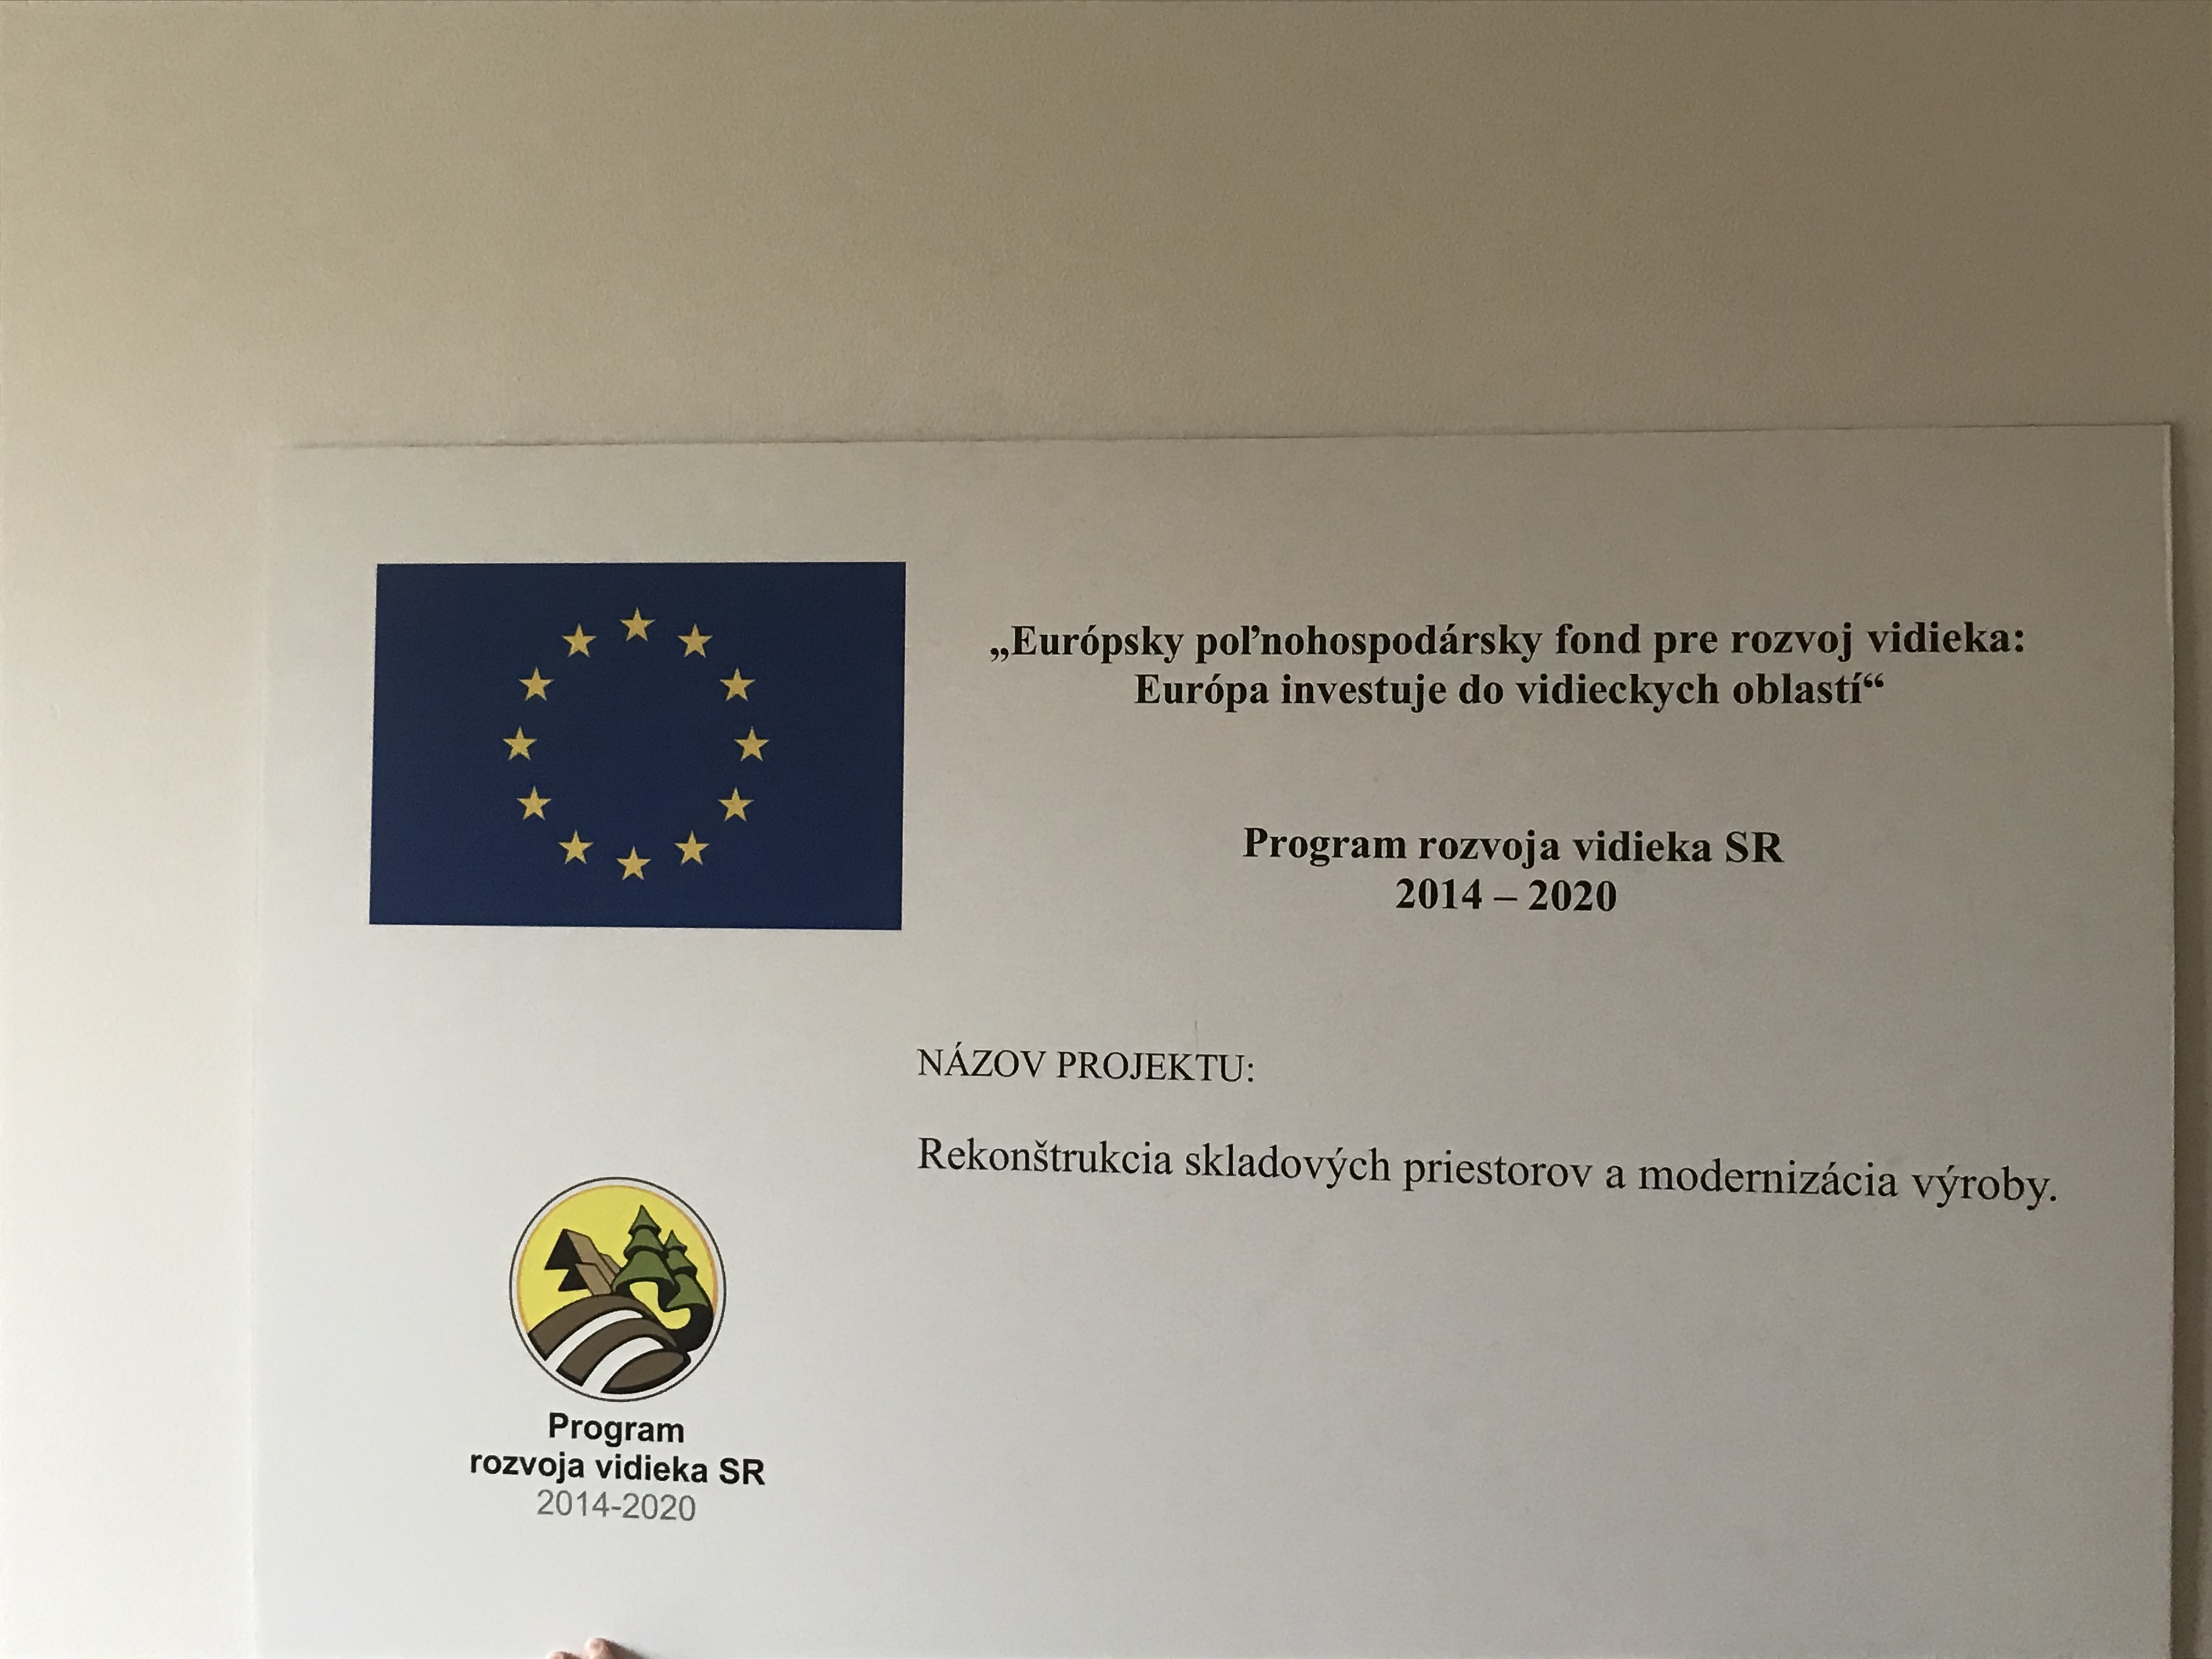 „Európsky poľnohospodársky fond pre rozvoj vidieka:
Európa investuje do vidieckych oblastí“
Program rozvoja vidieka SR
2014 – 2020
NÁZOV PROJEKTU:
Rekonštrukcia skladových priestorov a modernizácia výroby.
Program
rozvoja vidieka SR
2014-2020